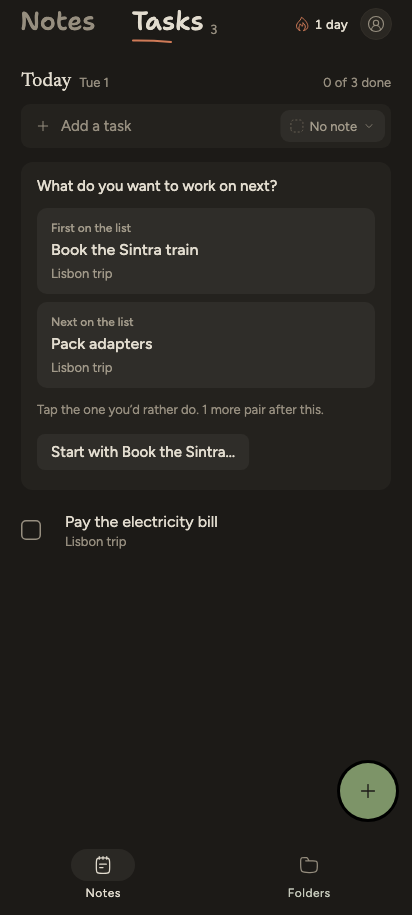 Notes
Tasks 3
1 day
Today Tue 1
0 of 3 done
Add a task
No note
What do you want to work on next?
First on the list
Book the Sintra train
Lisbon trip
Next on the list
Pack adapters
Lisbon trip
Tap the one you’d rather do. 1 more pair after this.
Start with Book the Sintra...
Pay the electricity bill
Lisbon trip
Notes
Folders